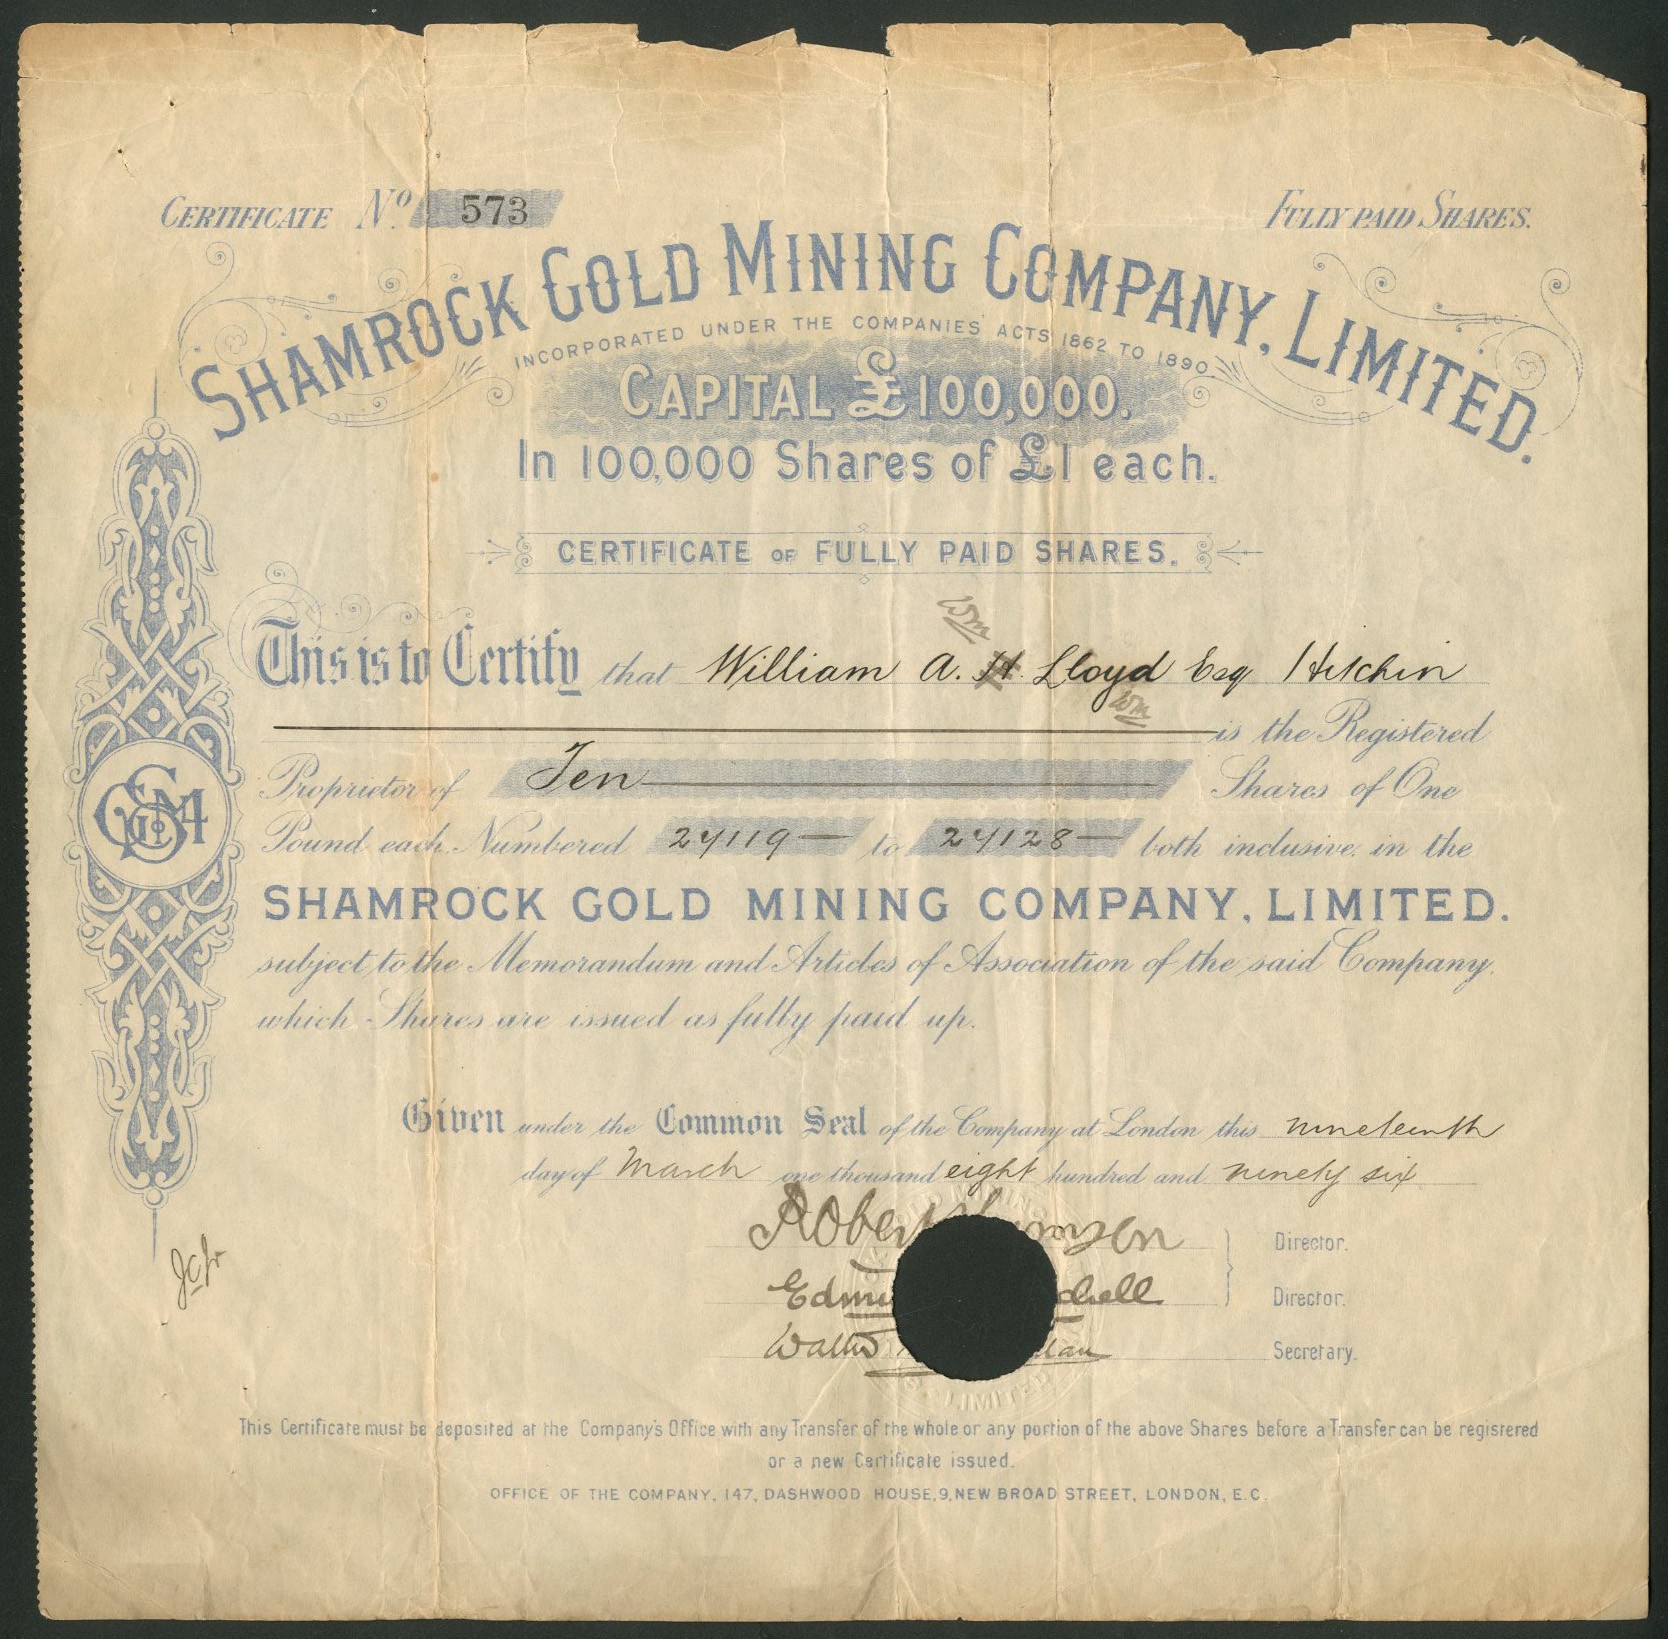 CERTIFICATE No. 573
FULLY PAID SHARES.
SHAMROCK GOLD MINING COMPANY, LIMITED.
INCORPORATED UNDER THE COMPANIES' ACTS 1862 TO 1890.
CAPITAL £100,000.
In 100,000 Shares of £1 each.
CERTIFICATE OF FULLY PAID SHARES.
Wm
This is to Certify that William A. H. Lloyd Esq Hitchin
Wm
is the Registered
Proprietor of Ten Shares of One
Pound each Numbered 24119 to 24128 both inclusive in the
SHAMROCK GOLD MINING COMPANY, LIMITED.
subject to the Memorandum and Articles of Association of the said Company,
which Shares are issued as fully paid up.
Given under the Common Seal of the Company at London this nineteenth
day of March one thousand eight hundred and ninety six
Director.
Director.
Walter Secretary.
LIMITED
This Certificate must be deposited at the Company's Office with any Transfer of the whole or any portion of the above Shares before a Transfer can be registered
or a new Certificate issued.
OFFICE OF THE COMPANY, 147, DASHWOOD HOUSE, 9, NEW BROAD STREET, LONDON, E.C.